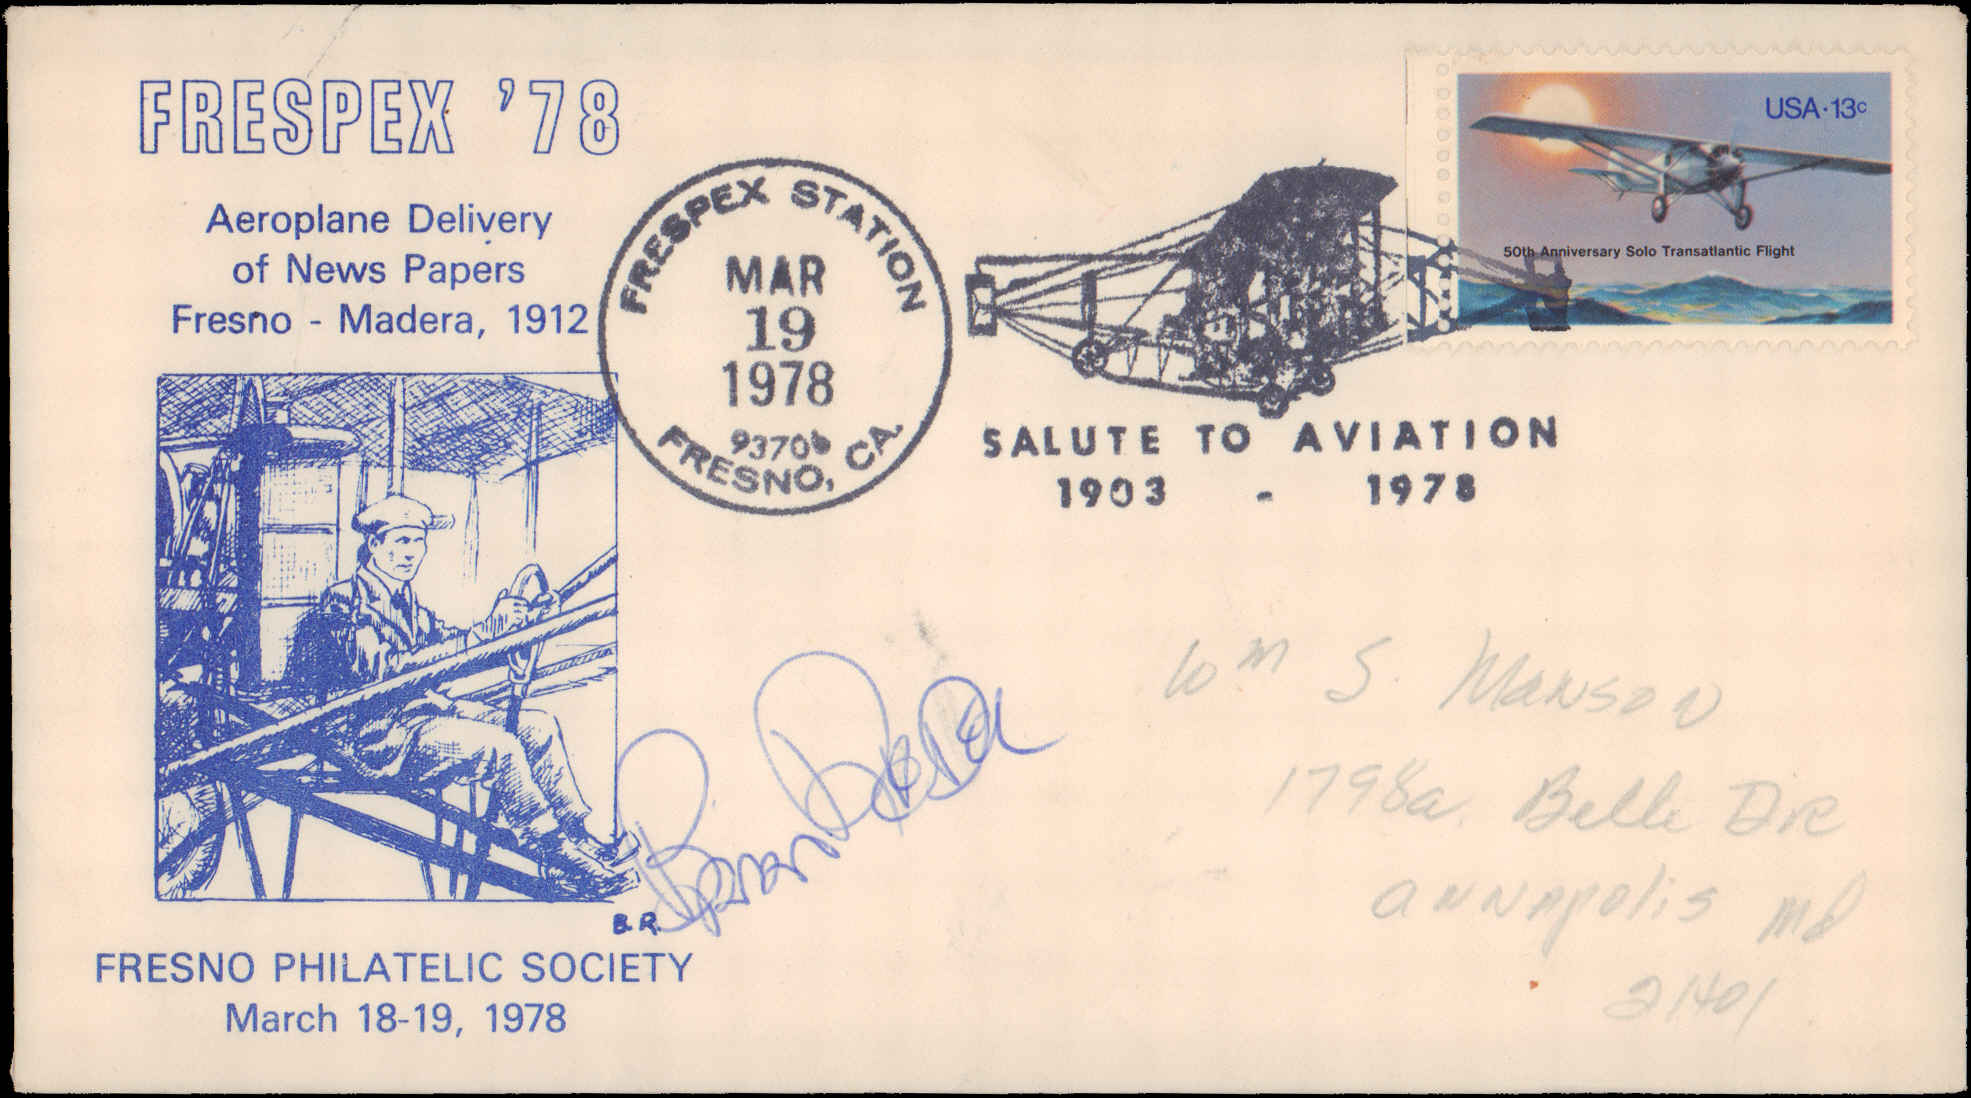 FRESPEX '78
Aeroplane Delivery
of News Papers
Fresno - Madera, 1912
B.R.
FRESNO PHILATELIC SOCIETY
March 18-19, 1978
FRESPEX STATION
MAR
19
1978
93706
FRESNO, CA.
SALUTE TO AVIATION
1903 - 1978
USA·13c
50th Anniversary Solo Transatlantic Flight
Wm S. Manson
1798a. Belle Dre
Annapolis Md
21401